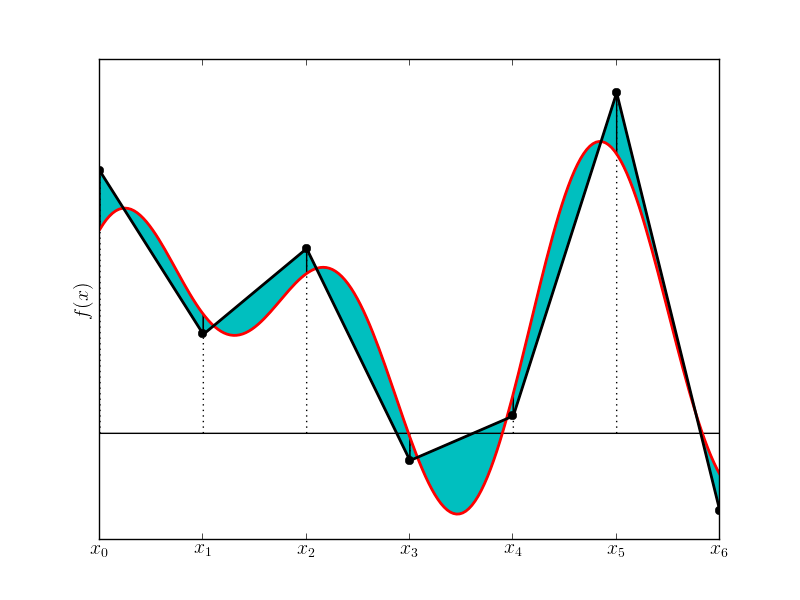 f(x)
x₀ x₁ x₂ x₃ x₄ x₅ x₆